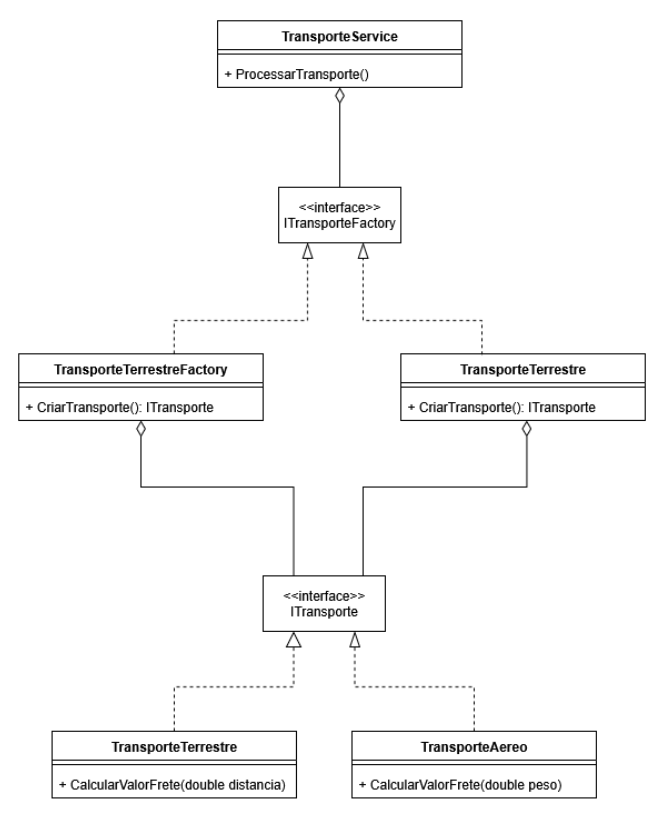 TransporteService
+ ProcessarTransporte()
<<interface>>
ITransporteFactory
TransporteTerrestreFactory
+ CriarTransporte(): ITransporte
TransporteTerrestre
+ CriarTransporte(): ITransporte
<<interface>>
ITransporte
TransporteTerrestre
+ CalcularValorFrete(double distancia)
TransporteAereo
+ CalcularValorFrete(double peso)